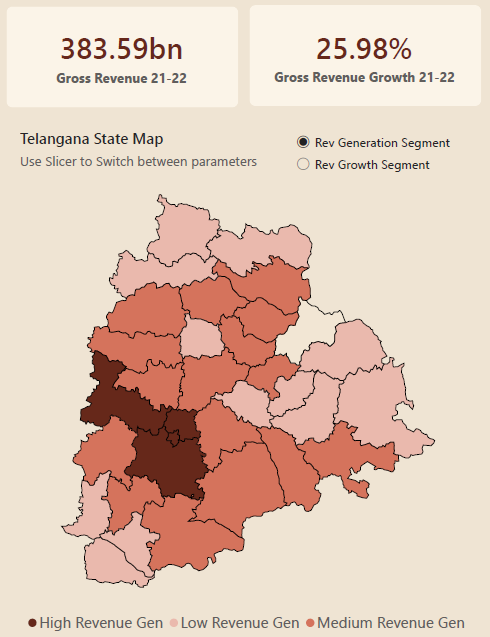 383.59bn
Gross Revenue 21-22
25.98%
Gross Revenue Growth 21-22
Telangana State Map
Use Slicer to Switch between parameters
Rev Generation Segment
Rev Growth Segment
High Revenue Gen
Low Revenue Gen
Medium Revenue Gen